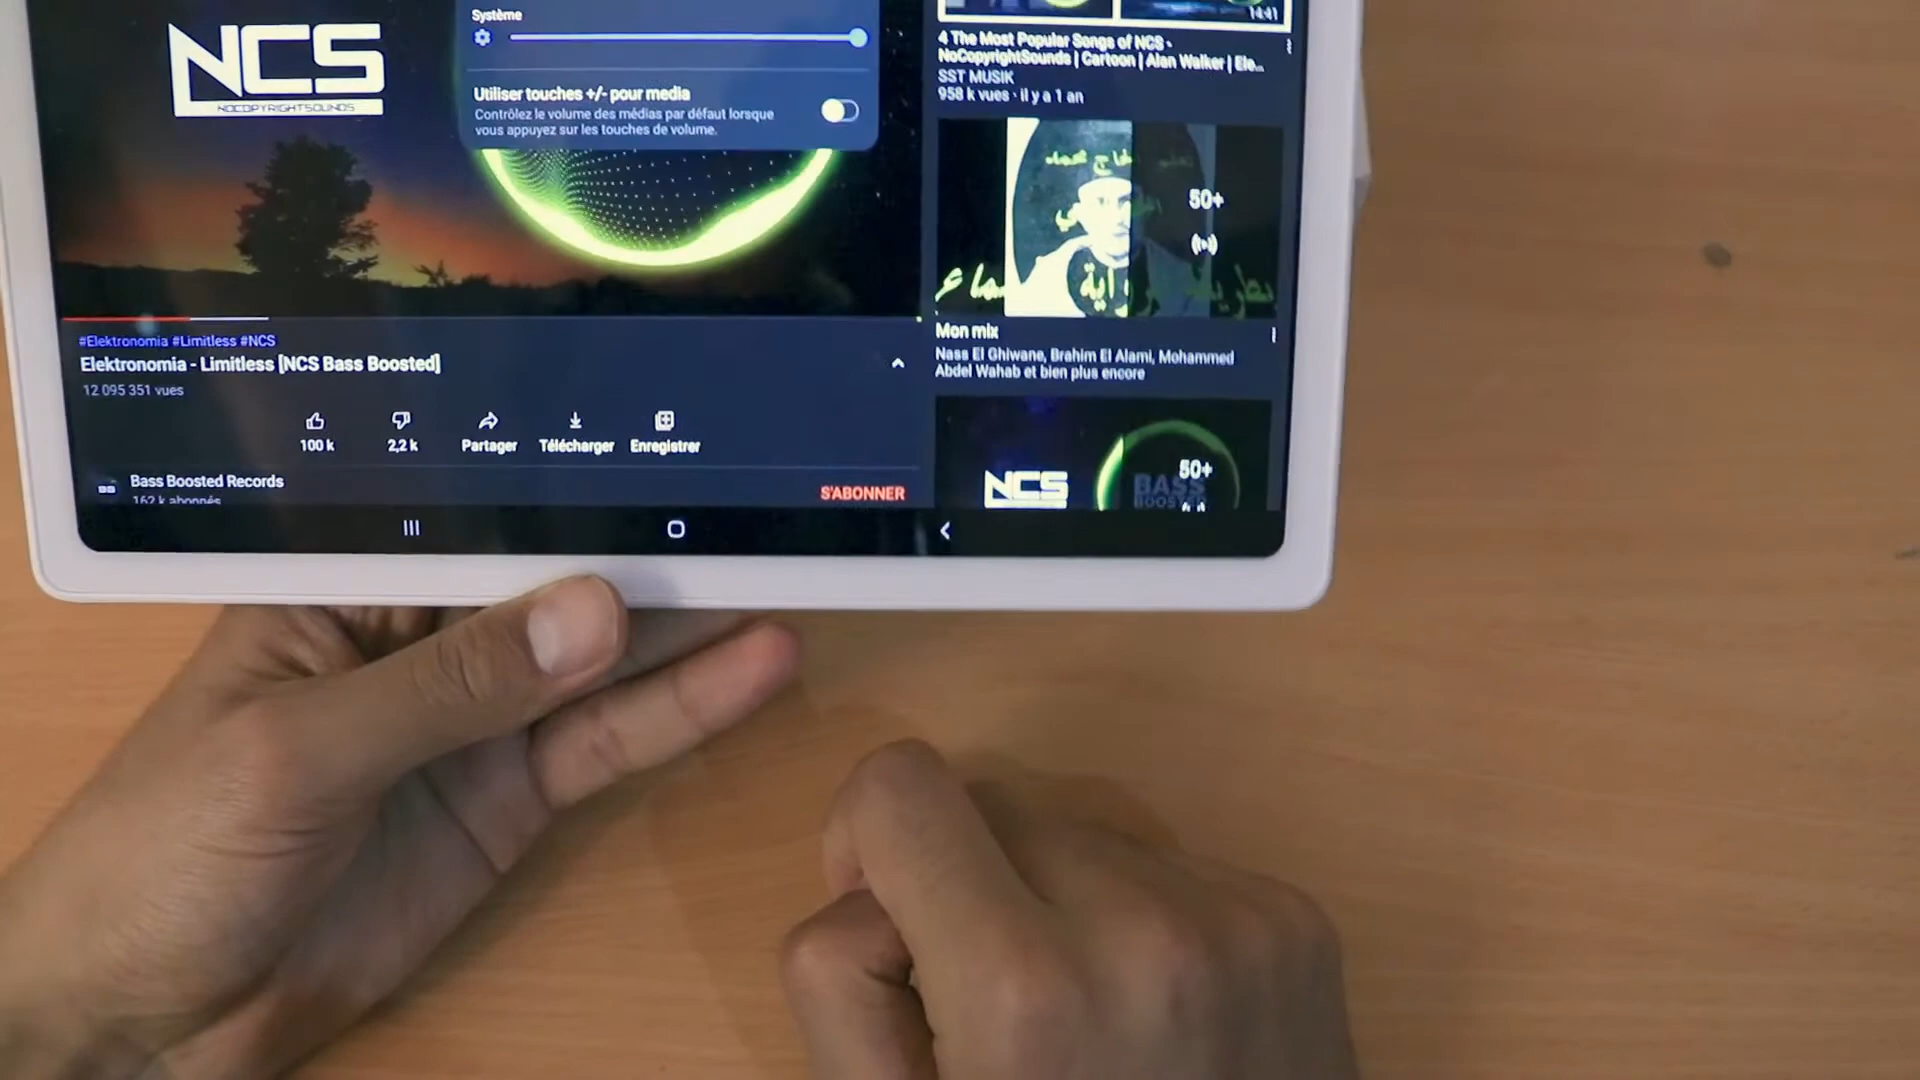 Système
NCS
NOCOPYRIGHTSOUNDS
Utiliser touches +/- pour media
Contrôlez le volume des médias par défaut lorsque
vous appuyez sur les touches de volume.
#Elektronomia #Limitless #NCS
Elektronomia - Limitless [NCS Bass Boosted]
12 095 351 vues
100 k
2,2 k
Partager
Télécharger
Enregistrer
Bass Boosted Records
162 k abonnés
S'ABONNER
14:41
4 The Most Popular Songs of NCS -
NoCopyrightSounds | Cartoon | Alan Walker | Ele...
SST MUSIK
958 k vues · il y a 1 an
50+
Mon mix
Nass El Ghiwane, Brahim El Alami, Mohammed
Abdel Wahab et bien plus encore
NCS
BASS
BOOSTED
50+